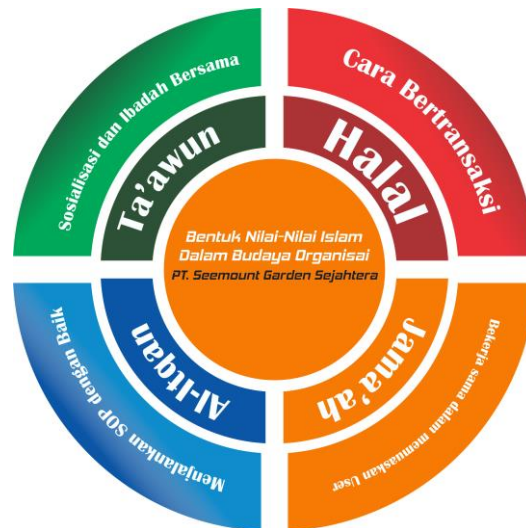 Sosialisasi dan Ibadah Bersama
Ta'awun
Cara Bertransaksi
Halal
Bentuk Nilai-Nilai Islam
Dalam Budaya Organisai
PT. Seemount Garden Sejahtera
Al-Itqan
Menjalankan SOP dengan Baik
Jama'ah
Bekerja sama dalam memuaskan User